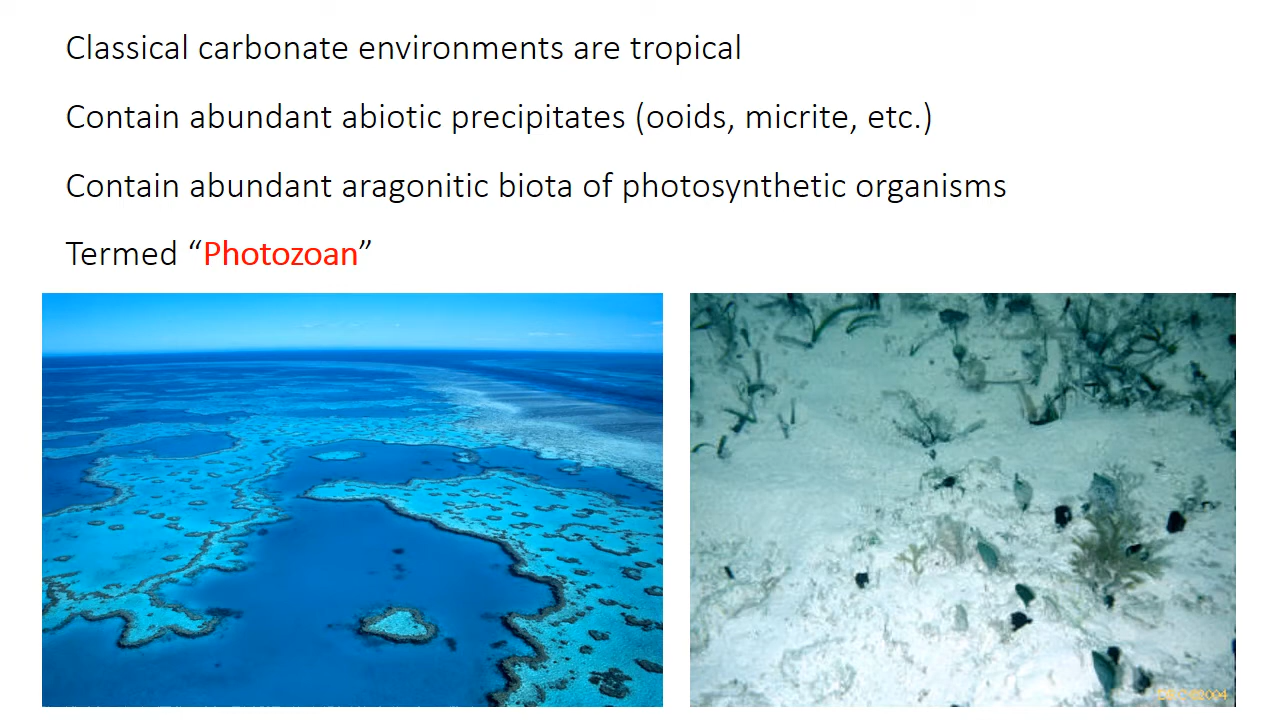 Classical carbonate environments are tropical
Contain abundant abiotic precipitates (ooids, micrite, etc.)
Contain abundant aragonitic biota of photosynthetic organisms
Termed “Photozoan”